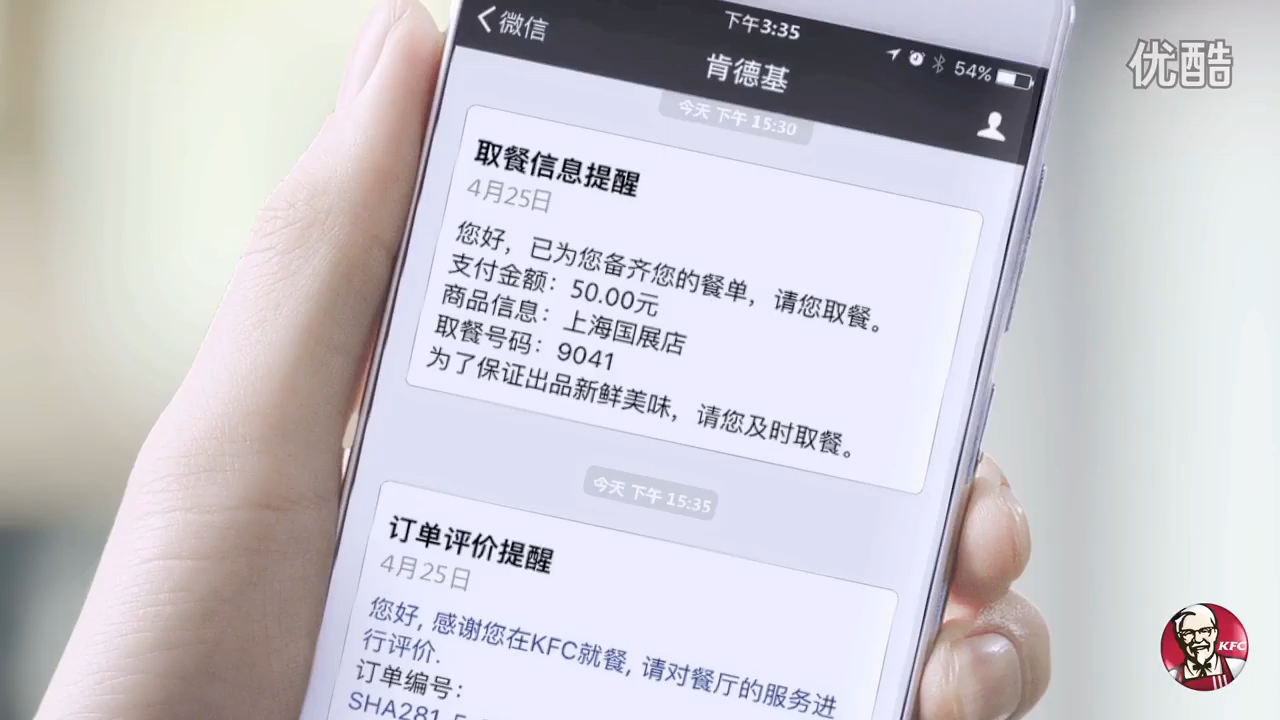 微信
下午3:35
54%
肯德基
优酷
今天 下午 15:30
取餐信息提醒
4月25日
您好，已为您备齐您的餐单，请您取餐。
支付金额：50.00元
商品信息：上海国展店
取餐号码：9041
为了保证出品新鲜美味，请您及时取餐。
今天 下午 15:35
订单评价提醒
4月25日
您好, 感谢您在KFC就餐, 请对餐厅的服务进
行评价.
订单编号：
SHA281
KFC